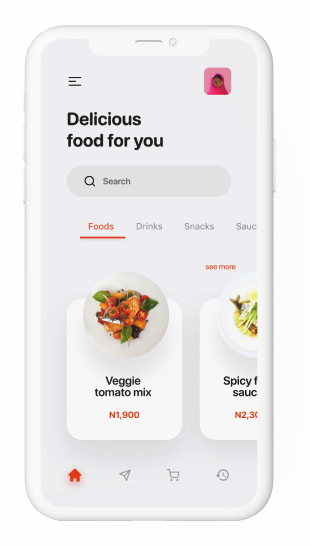 Delicious
food for you
Search
Foods Drinks Snacks Sauc
see more
Veggie
tomato mix
N1,900
Spicy f
sauc
N2,30